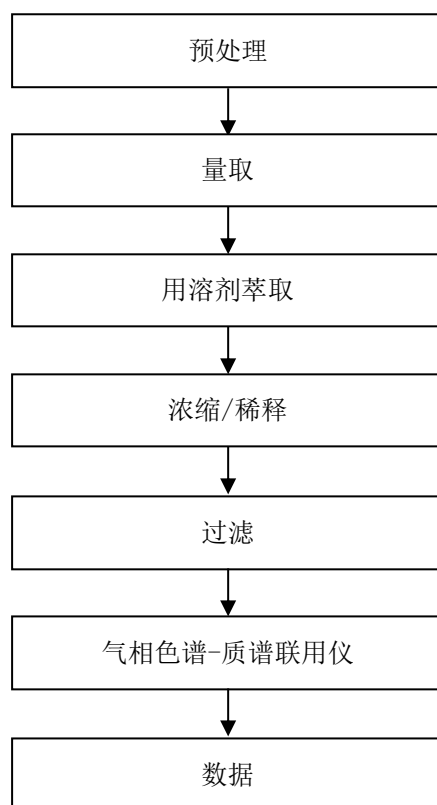 预处理
量取
用溶剂萃取
浓缩/稀释
过滤
气相色谱-质谱联用仪
数据